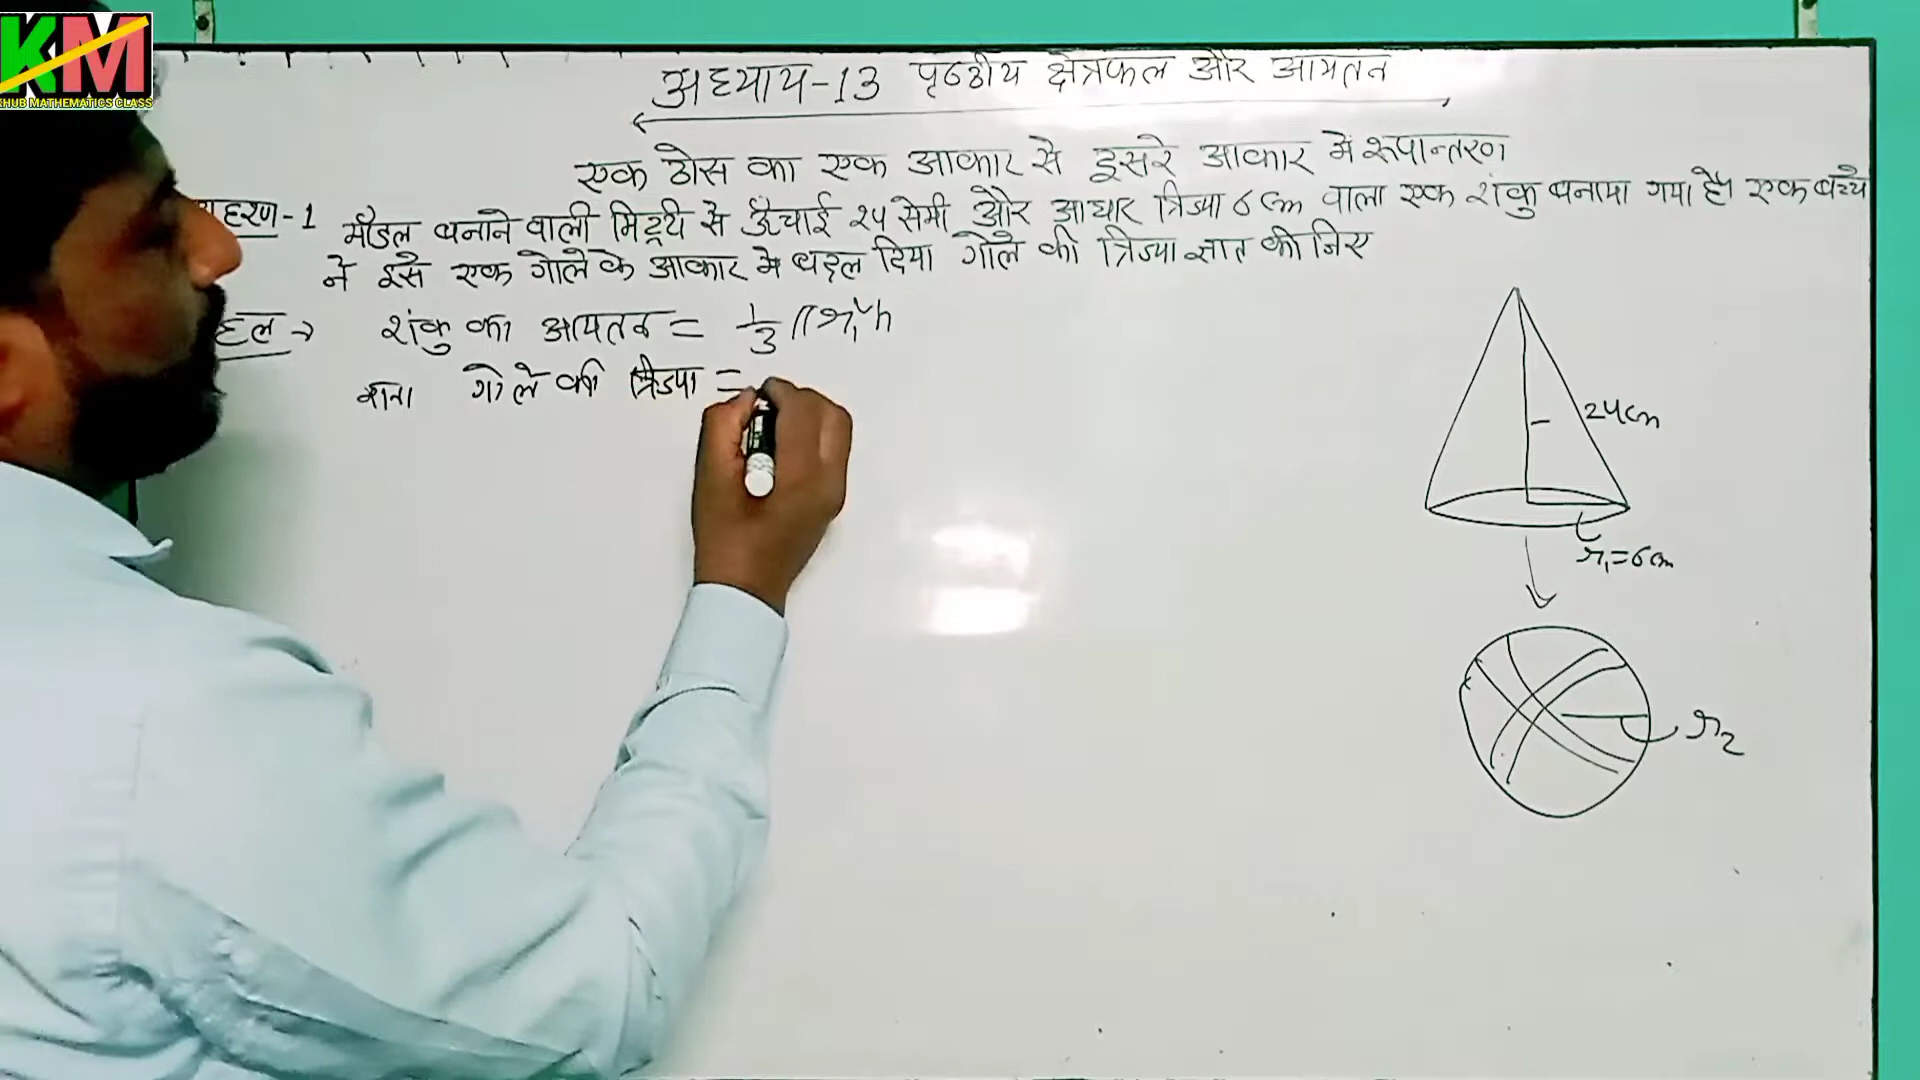 KM
KHUB MATHEMATICS CLASS
अध्याय-13 पृष्ठीय क्षेत्रफल और आयतन
एक ठोस का एक आकार से दुसरे आकार मे रूपान्तरण
हरण-1 मॉडल बनाने वाली मिट्टी से ऊँचाई 24 सेमी और आधार त्रिज्या 6 cm वाला एक शंकु बनाया गया है। एक बच्चे
ने इसे एक गोले के आकार मे बदल दिया गोले की त्रिज्या ज्ञात कीजिए
हल → शंकु का आयतन = 1/3 πr₁²h
माना गोले की त्रिज्या =
24cm
r₁=6cm
r₂